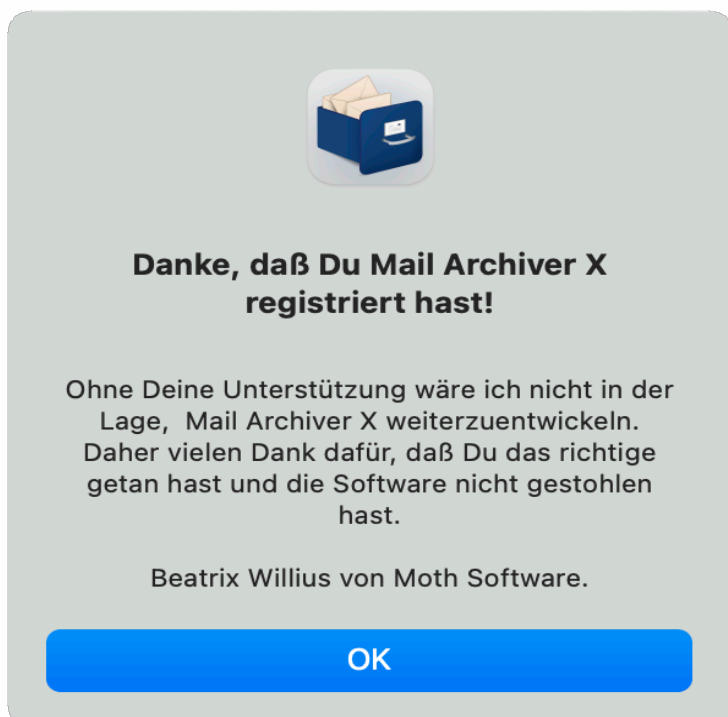 Danke, daß Du Mail Archiver X
registriert hast!
Ohne Deine Unterstützung wäre ich nicht in der
Lage,  Mail Archiver X weiterzuentwickeln.
Daher vielen Dank dafür, daß Du das richtige
getan hast und die Software nicht gestohlen
hast.
Beatrix Willius von Moth Software.
OK